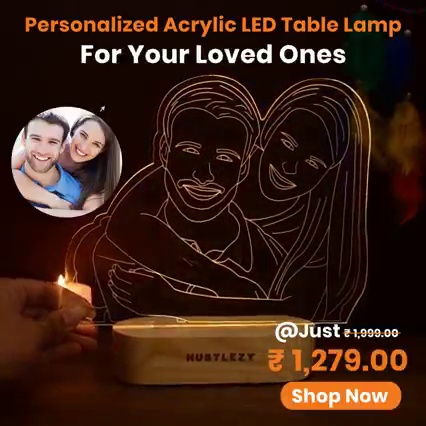 Personalized Acrylic LED Table Lamp
For Your Loved Ones
@Just ₹ 1,999.00
HUSTLEZY
₹ 1,279.00
Shop Now